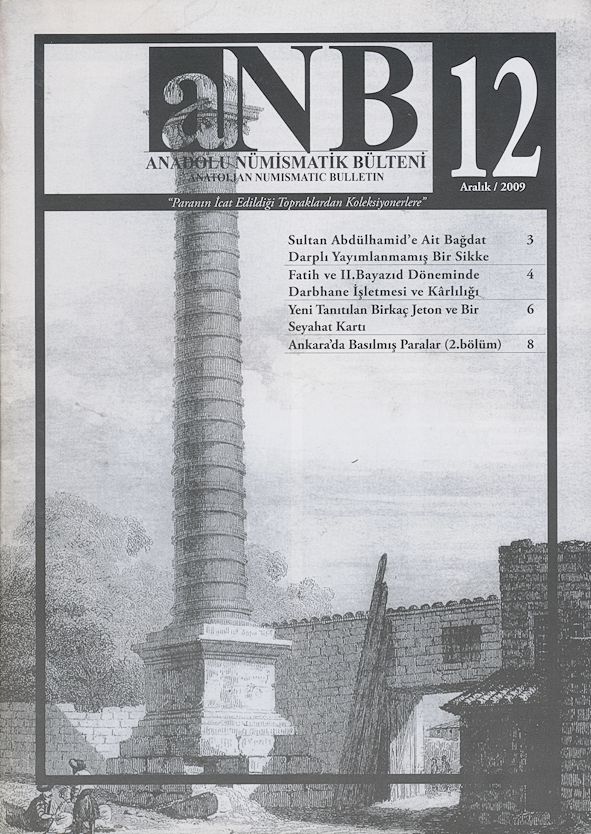 aNB
12
ANADOLU NÜMİSMATİK BÜLTENİ
ANATOLIAN NUMISMATIC BULLETIN
Aralık / 2009
“Paranın İcat Edildiği Topraklardan Koleksiyonerlere”
Sultan Abdülhamid’e Ait Bağdat 3
Darplı Yayımlanmamış Bir Sikke
Fatih ve II.Bayazıd Döneminde 4
Darbhane İşletmesi ve Kârlılığı
Yeni Tanıtılan Birkaç Jeton ve Bir 6
Seyahat Kartı
Ankara’da Basılmış Paralar (2.bölüm) 8